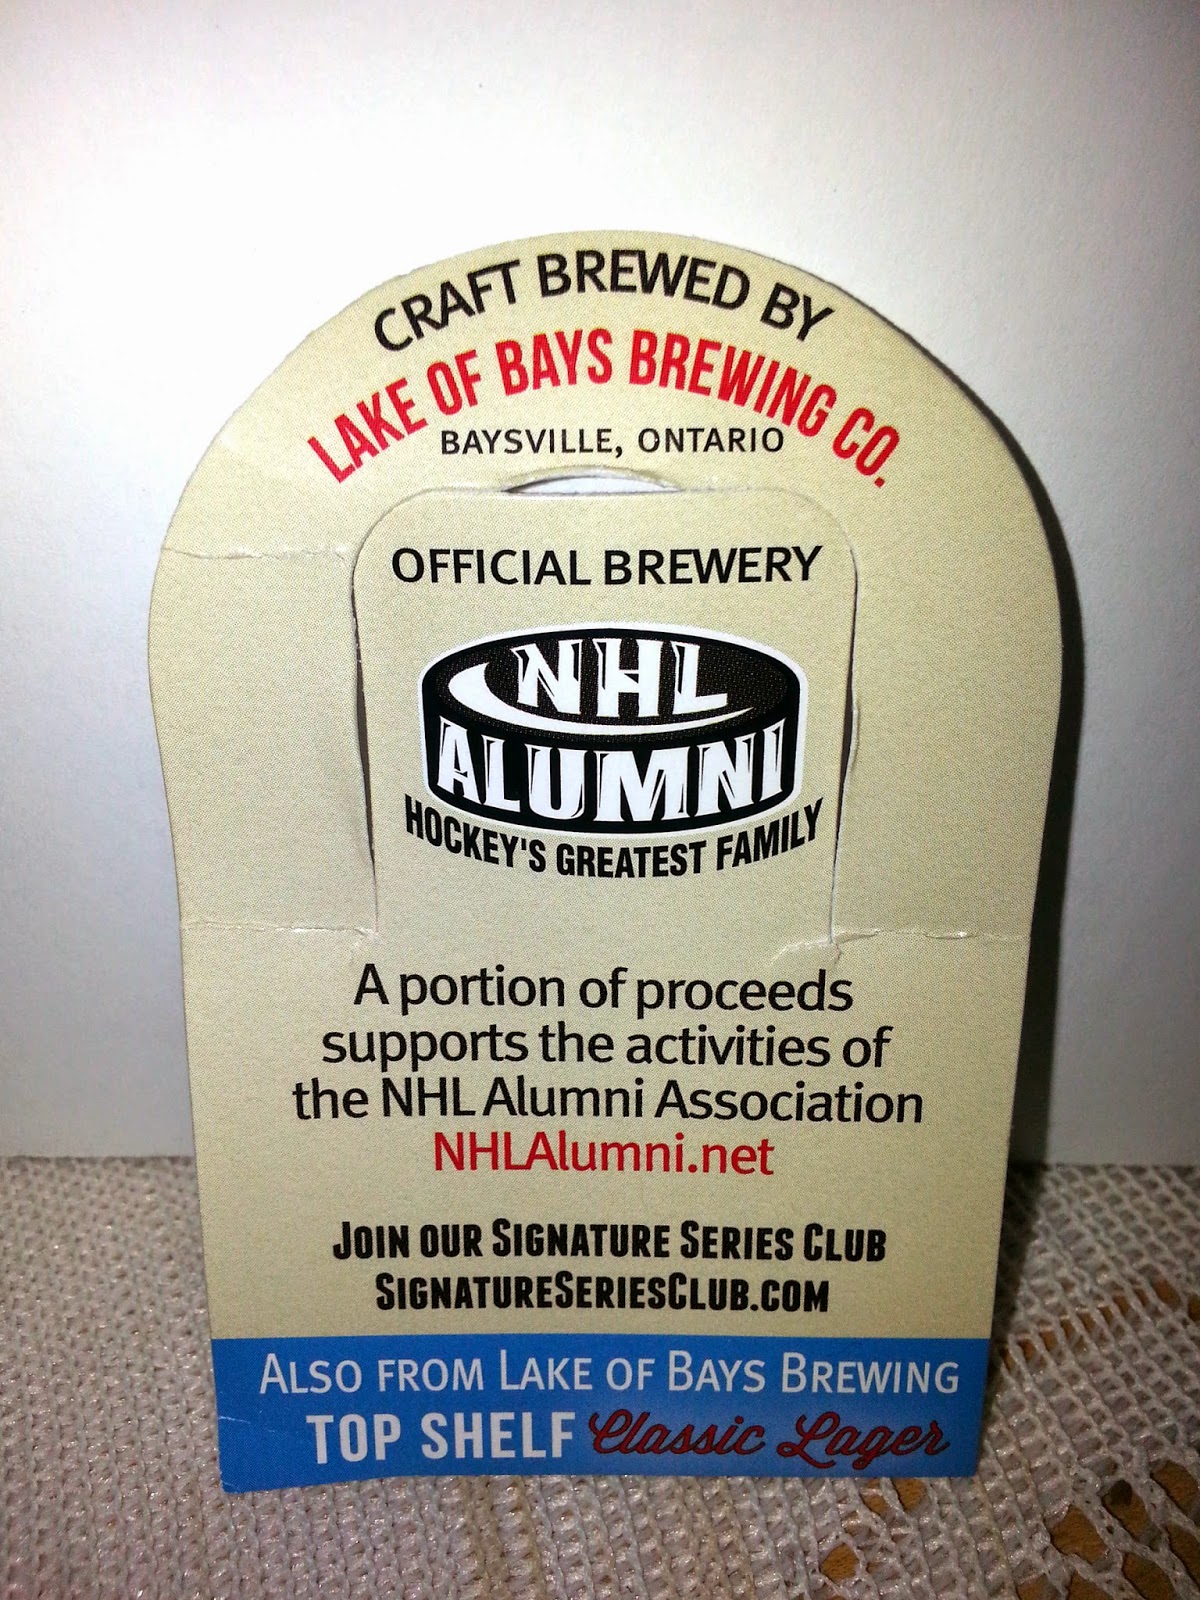 CRAFT BREWED BY
LAKE OF BAYS BREWING CO.
BAYSVILLE, ONTARIO
OFFICIAL BREWERY
NHL
ALUMNI
HOCKEY'S GREATEST FAMILY
A portion of proceeds
supports the activities of
the NHL Alumni Association
NHLAlumni.net
JOIN OUR SIGNATURE SERIES CLUB
SIGNATURESERIESCLUB.COM
ALSO FROM LAKE OF BAYS BREWING
TOP SHELF Classic Lager